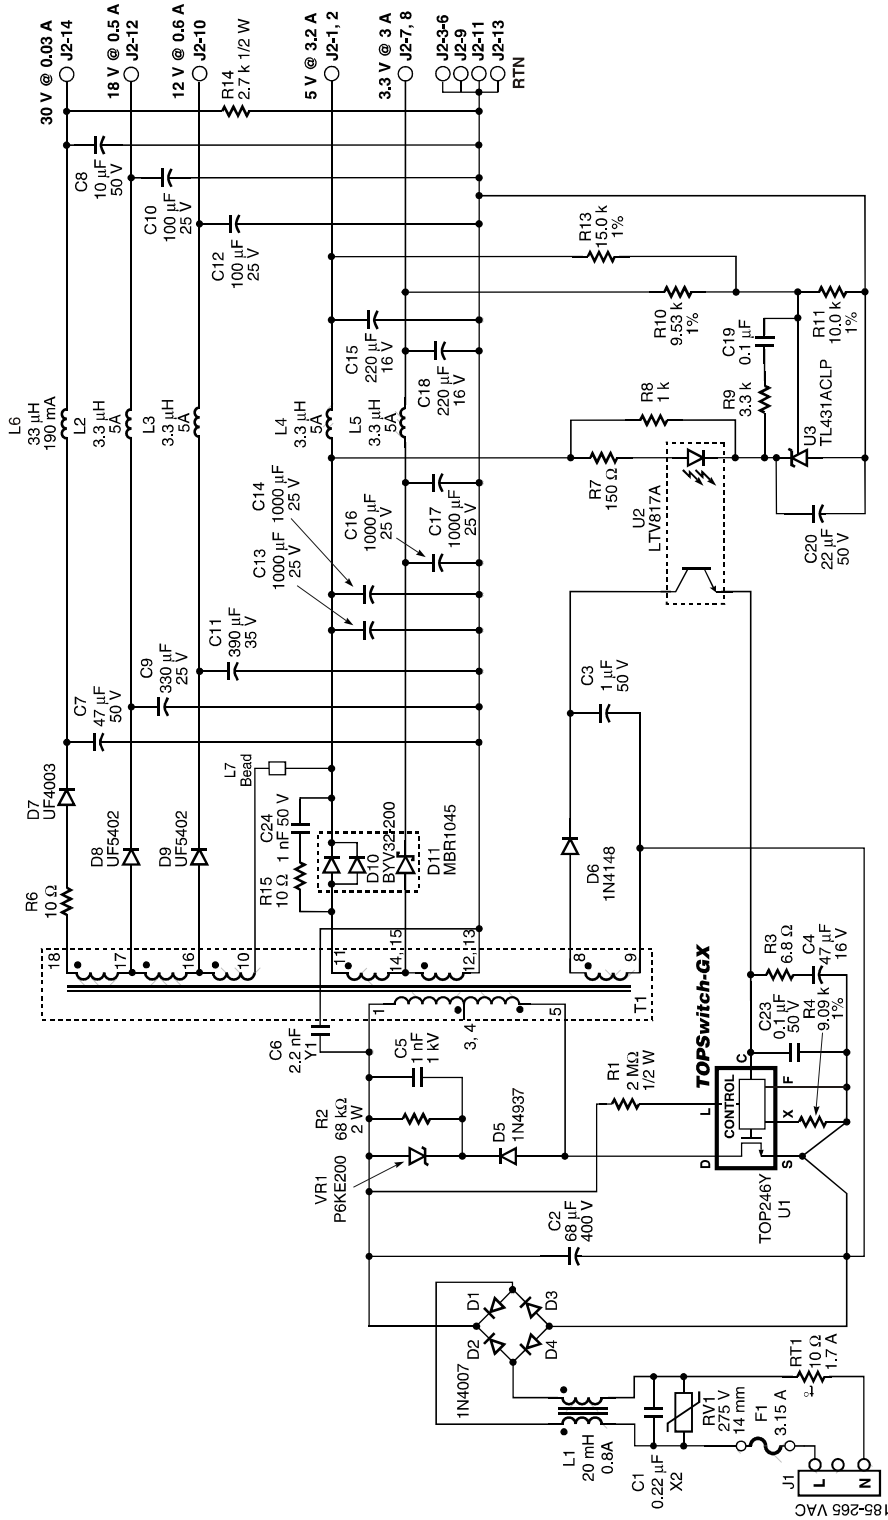 30 V @ 0.03 A
J2-14
18 V @ 0.5 A
J2-12
12 V @ 0.6 A
J2-10
R14
2.7 k 1/2 W
5 V @ 3.2 A
J2-1, 2
3.3 V @ 3 A
J2-7, 8
J2-3-6
J2-9
J2-11
J2-13
RTN
C8
10 µF
50 V
C10
100 µF
25 V
C12
100 µF
25 V
R13
15.0 k
1%
R10
9.53 k
1%
C19
0.1 µF
R11
10.0 k
1%
C15
220 µF
16 V
C18
220 µF
16 V
L6
33 µH
190 mA
L2
3.3 µH
5A
L3
3.3 µH
5A
L4
3.3 µH
5A
L5
3.3 µH
5A
R8
1 k
R9
3.3 k
U3
TL431ACLP
R7
150 Ω
U2
LTV817A
C20
22 µF
50 V
C14
1000 µF
25 V
C13
1000 µF
25 V
C16
1000 µF
25 V
C17
1000 µF
25 V
C11
390 µF
35 V
C9
330 µF
25 V
C7
47 µF
50 V
C3
1 µF
50 V
L7
Bead
D7
UF4003
D8
UF5402
D9
UF5402
R6
10 Ω
C24
1 nF 50 V
R15
10 Ω
D10
BYV32-200
D11
MBR1045
D6
1N4148
18
17
16
10
11
14, 15
12, 13
8
9
1
3, 4
5
T1
C6
2.2 nF
Y1
C5
1 nF
1 kV
R2
68 kΩ
2 W
VR1
P6KE200
D5
1N4937
R1
2 MΩ
1/2 W
TOPSwitch-GX
R3
6.8 Ω
C4
47 µF
16 V
C23
0.1 µF
50 V
R4
9.09 k
1%
CONTROL
C
L
F
X
D
S
TOP246Y
U1
C2
68 µF
400 V
D1
D2
D3
D4
1N4007
L1
20 mH
0.8A
C1
0.22 µF
X2
RV1
275 V
14 mm
F1
3.15 A
RT1
10 Ω
1.7 A
t°
J1
L
N
185-265 VAC